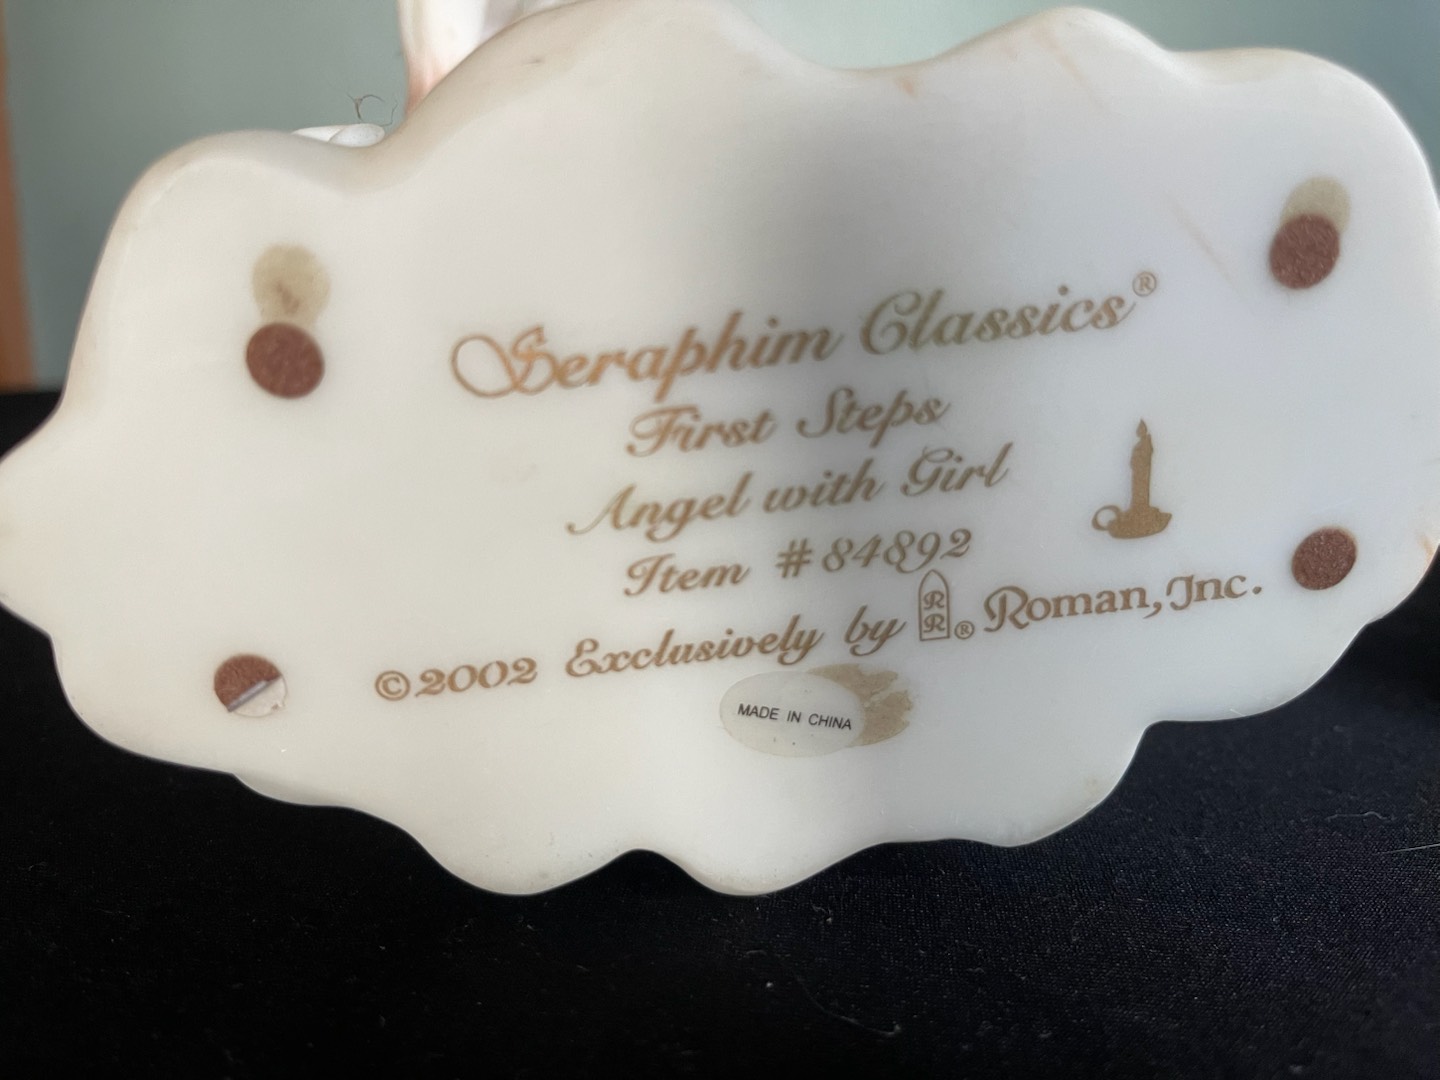 Seraphim Classics®
First Steps
Angel with Girl
Item #84892
©2002 Exclusively by RR® Roman, Inc.
MADE IN CHINA